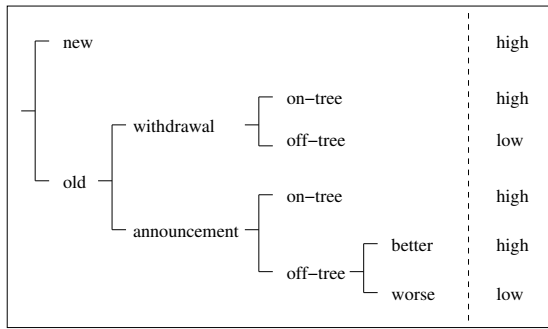 new high
on−tree high
withdrawal
off−tree low
old
on−tree high
announcement
better high
off−tree
worse low